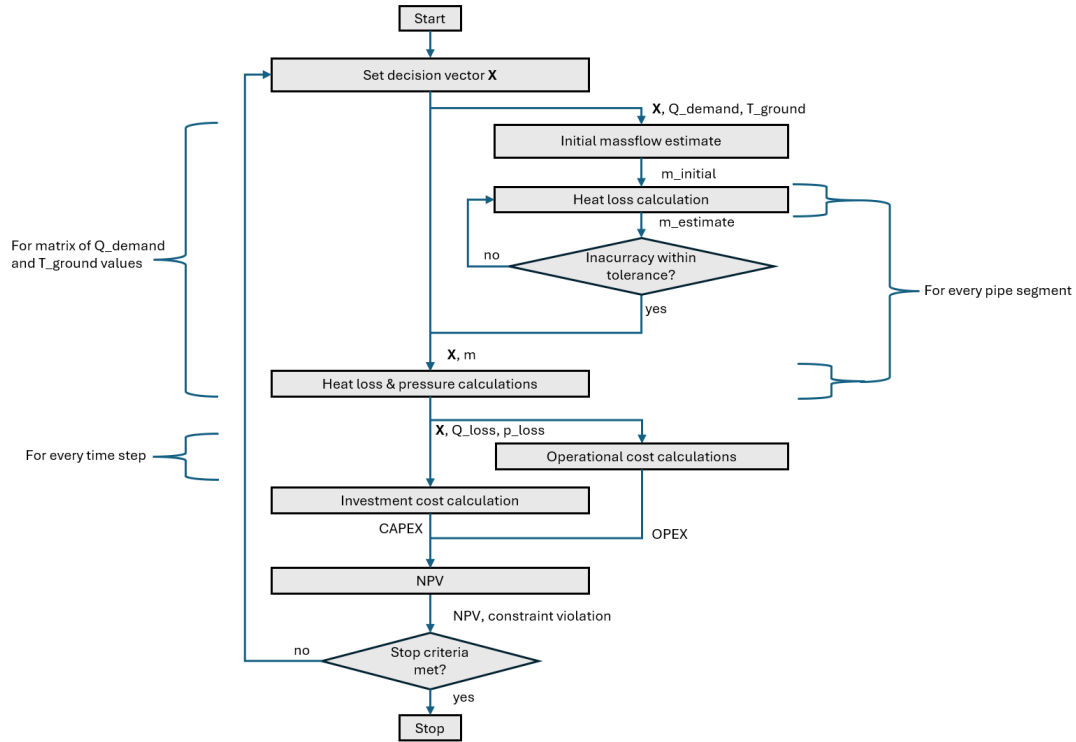 Start
Set decision vector X
X, Q_demand, T_ground
Initial massflow estimate
m_initial
Heat loss calculation
m_estimate
Inacurracy within
tolerance?
no
yes
For matrix of Q_demand
and T_ground values
For every pipe segment
X, m
Heat loss & pressure calculations
X, Q_loss, p_loss
For every time step
Operational cost calculations
Investment cost calculation
CAPEX
OPEX
NPV
NPV, constraint violation
Stop criteria
met?
no
yes
Stop